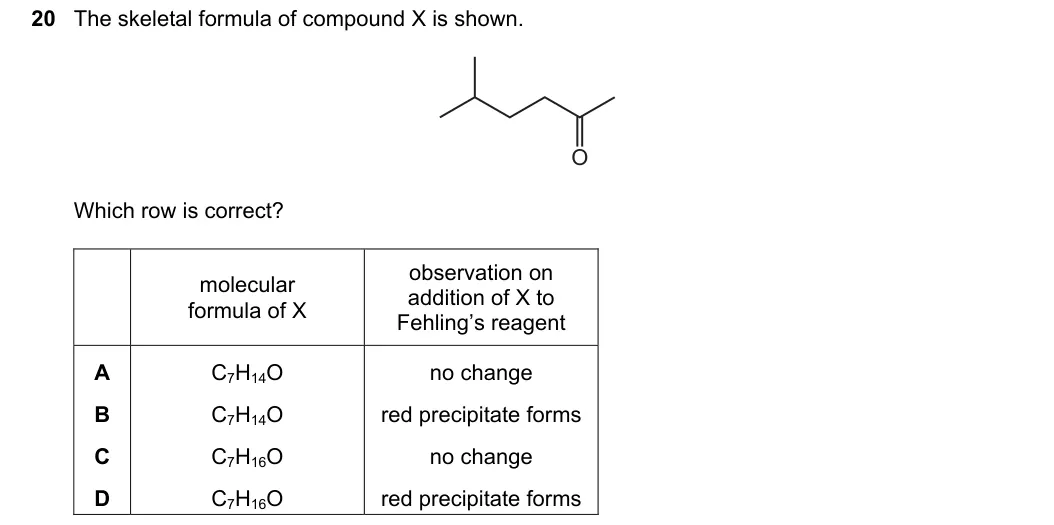 20 The skeletal formula of compound X is shown.
O
Which row is correct?
molecular
formula of X
observation on
addition of X to
Fehling’s reagent
A C₇H₁₄O no change
B C₇H₁₄O red precipitate forms
C C₇H₁₆O no change
D C₇H₁₆O red precipitate forms